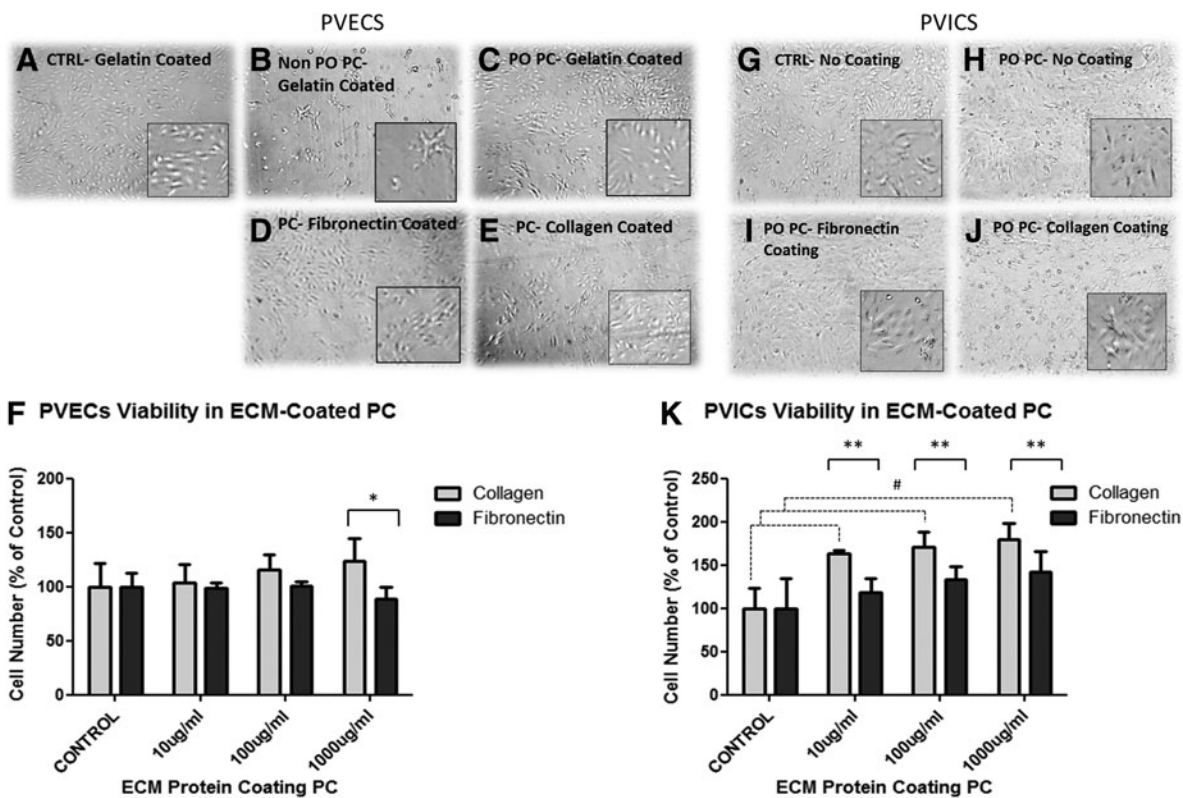 PVECS
PVICS
A CTRL- Gelatin Coated
B Non PO PC-
Gelatin Coated
C PO PC- Gelatin Coated
D PC- Fibronectin Coated
E PC- Collagen Coated
G CTRL- No Coating
H PO PC- No Coating
I PO PC- Fibronectin
Coating
J PO PC- Collagen Coating
F PVECs Viability in ECM-Coated PC
Cell Number (% of Control)
200
150
100
50
0
*
Collagen
Fibronectin
CONTROL
10ug/ml
100ug/ml
1000ug/ml
ECM Protein Coating PC
K PVICs Viability in ECM-Coated PC
Cell Number (% of Control)
250
200
150
100
50
0
** ** **
#
Collagen
Fibronectin
CONTROL
10ug/ml
100ug/ml
1000ug/ml
ECM Protein Coating PC